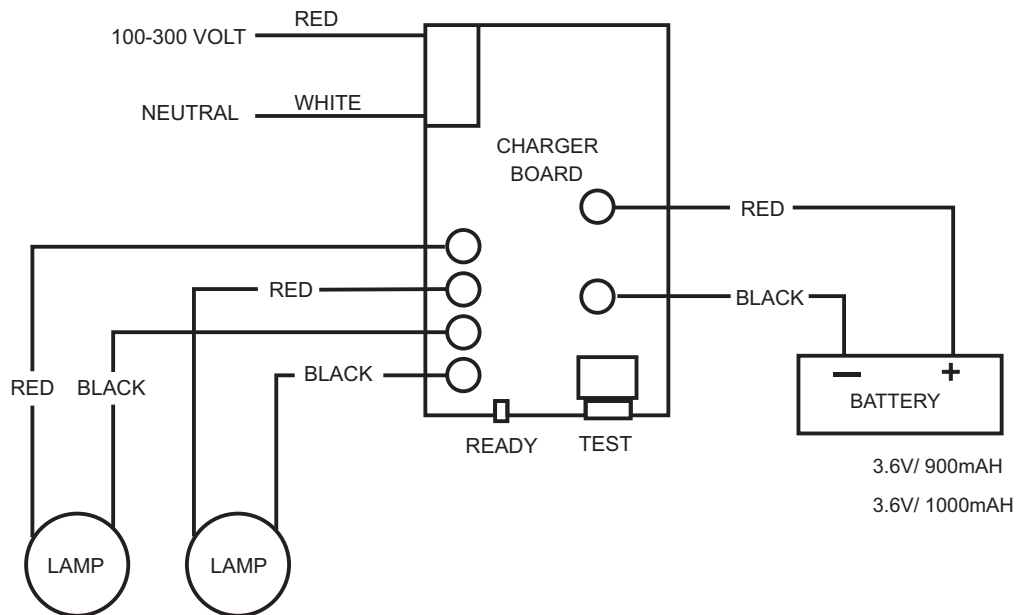 RED
100-300 VOLT
WHITE
NEUTRAL
CHARGER
BOARD
RED
RED
BLACK
BLACK
RED
BLACK
— +
BATTERY
READY
TEST
3.6V/ 900mAH
3.6V/ 1000mAH
LAMP
LAMP